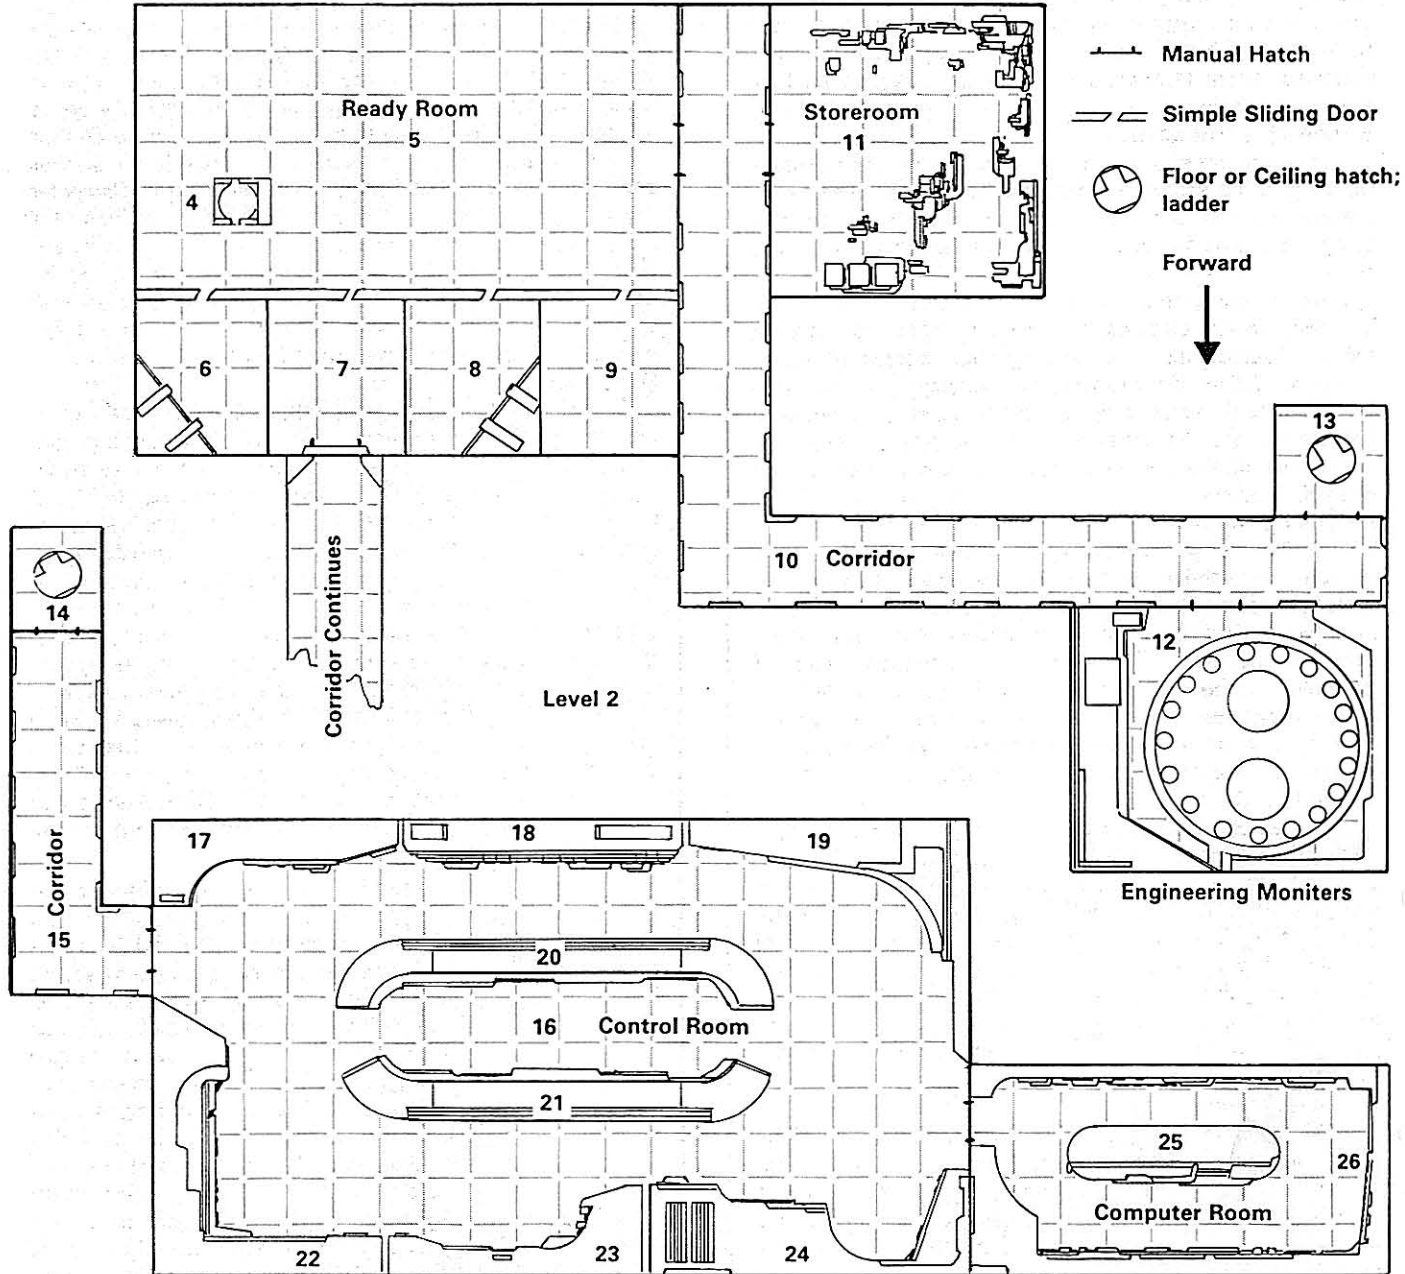 Ready Room
5
4
6
7
8
9
Storeroom
11
Manual Hatch
Simple Sliding Door
Floor or Ceiling hatch;
ladder
Forward
13
10 Corridor
14
Corridor Continues
Level 2
12
Engineering Moniters
Corridor
15
17
18
19
20
16 Control Room
21
22
23
24
25
26
Computer Room